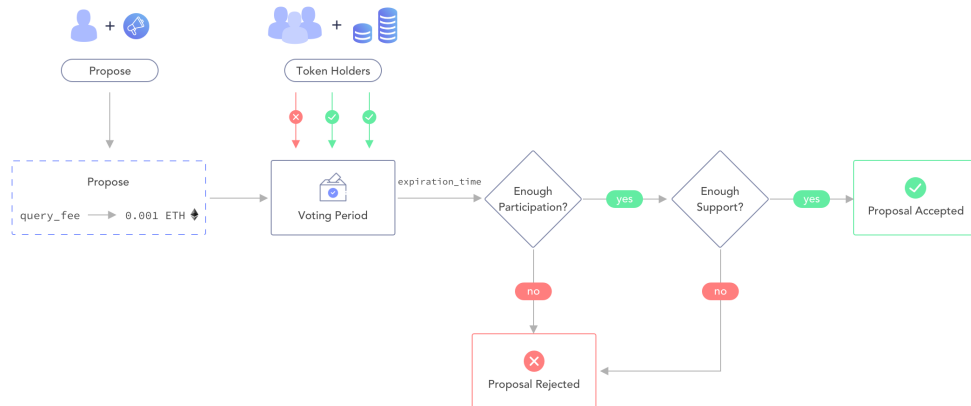 Propose
Token Holders
Propose
query_fee 0.001 ETH
Voting Period
expiration_time
Enough
Participation?
yes
Enough
Support?
yes
Proposal Accepted
no
no
Proposal Rejected